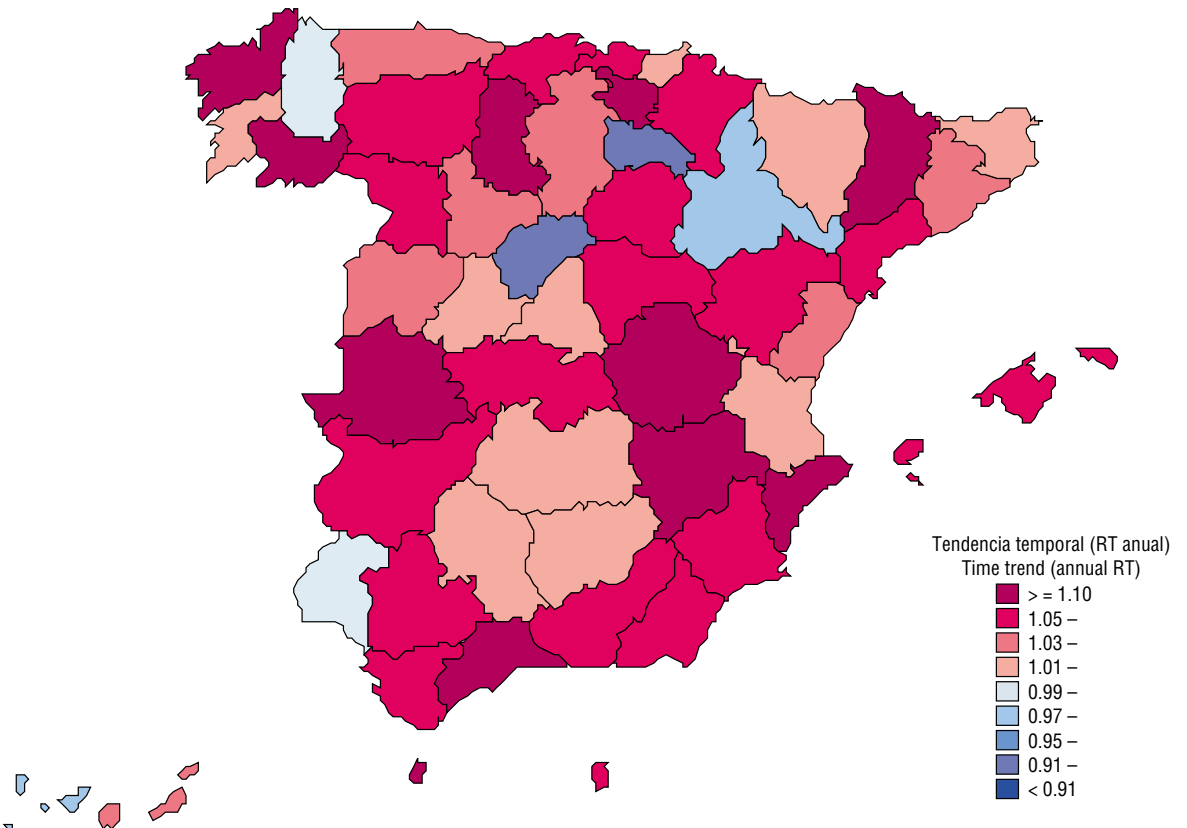 Tendencia temporal (RT anual)
Time trend (annual RT)
> = 1.10
1.05 –
1.03 –
1.01 –
0.99 –
0.97 –
0.95 –
0.91 –
< 0.91